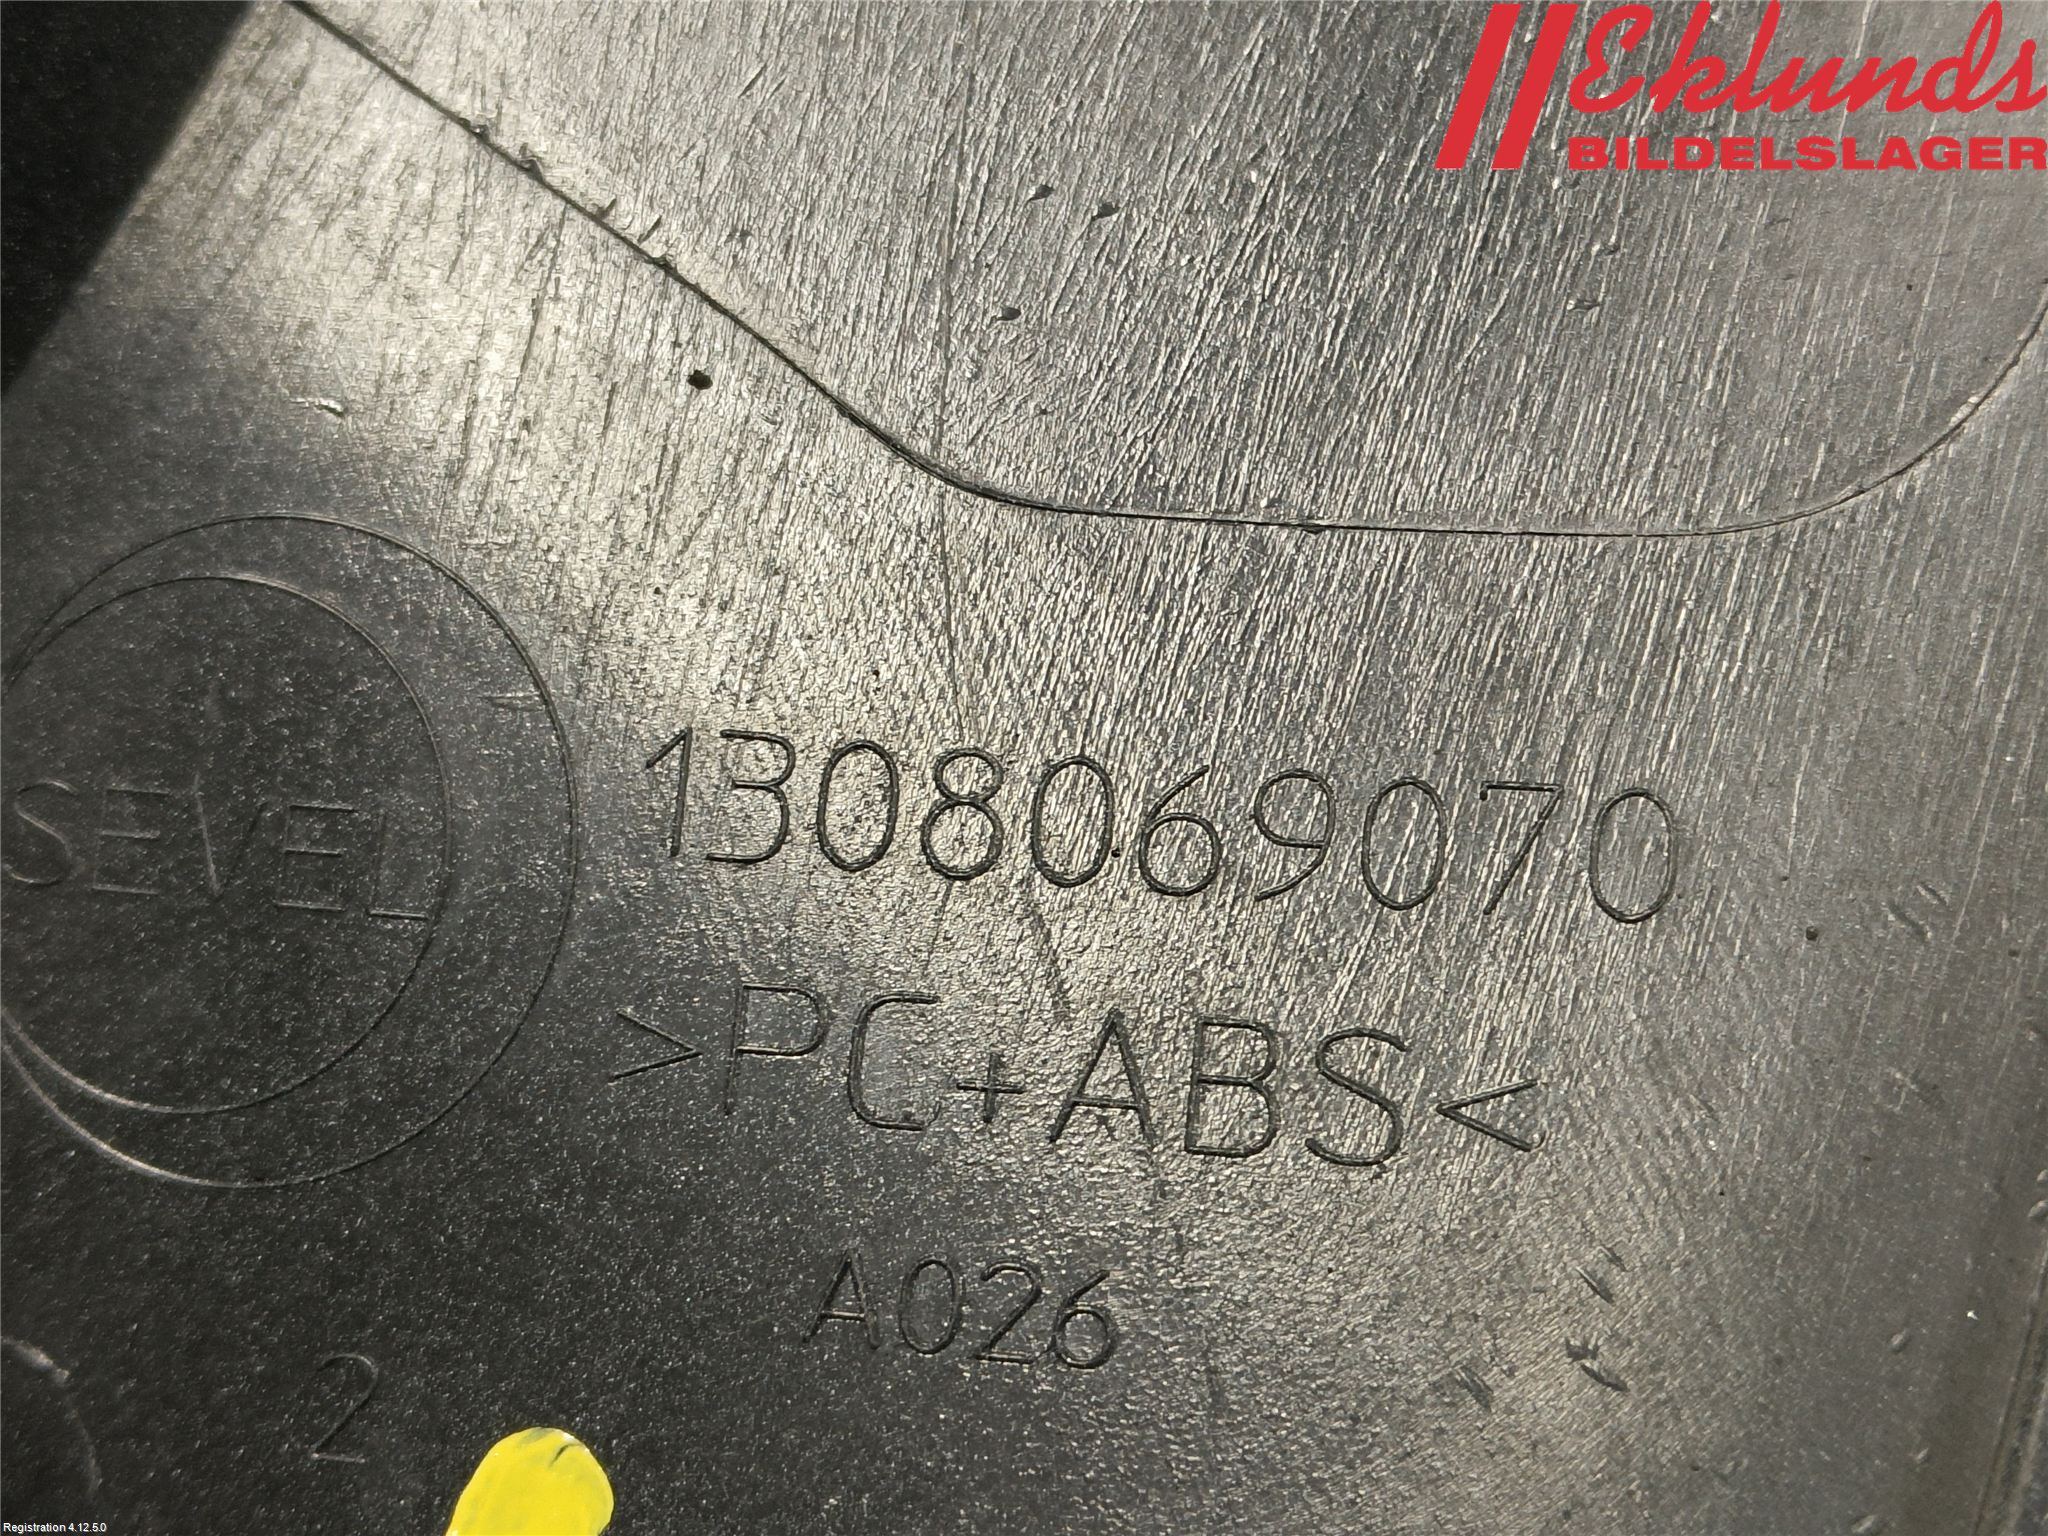 Eklunds
BILDELSLAGER
SEVEL
1308069070
>PC+ABS<
A026
2
Registration 4.12.5.0